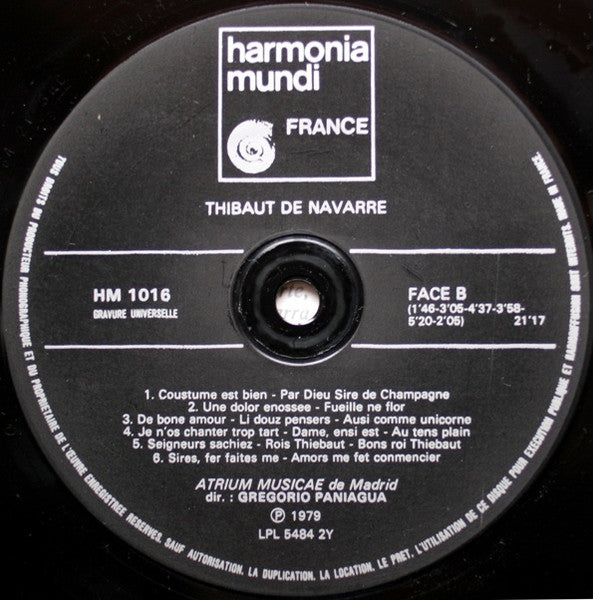 harmonia
mundi
FRANCE
THIBAUT DE NAVARRE
HM 1016
GRAVURE UNIVERSELLE
FACE B
(1'46-3'05-4'37-3'58-
5'20-2'05) 21'17
1. Coustume est bien - Par Dieu Sire de Champagne
2. Une dolor enossee - Fueille ne flor
3. De bone amour - Li douz pensers - Ausi comme unicorne
4. Je n'os chanter trop tart - Dame, ensi est - Au tens plain
5. Seigneurs sachiez - Rois Thiebaut - Bons roi Thiebaut
6. Sires, fer faites me - Amors me fet conmencier
ATRIUM MUSICAE de Madrid
dir. : GREGORIO PANIAGUA
Ⓟ 1979
LPL 5484 2Y
TOUS DROITS DU PRODUCTEUR PHONOGRAPHIQUE ET DU PROPRIETAIRE DE L'ŒUVRE ENREGISTREE RESERVES. SAUF AUTORISATION. LA DUPLICATION. LA LOCATION. LE PRET. L'UTILISATION DE CE DISQUE POUR EXECUTION PUBLIQUE ET RADIODIFFUSION SONT INTERDITS. MADE IN FRANCE.